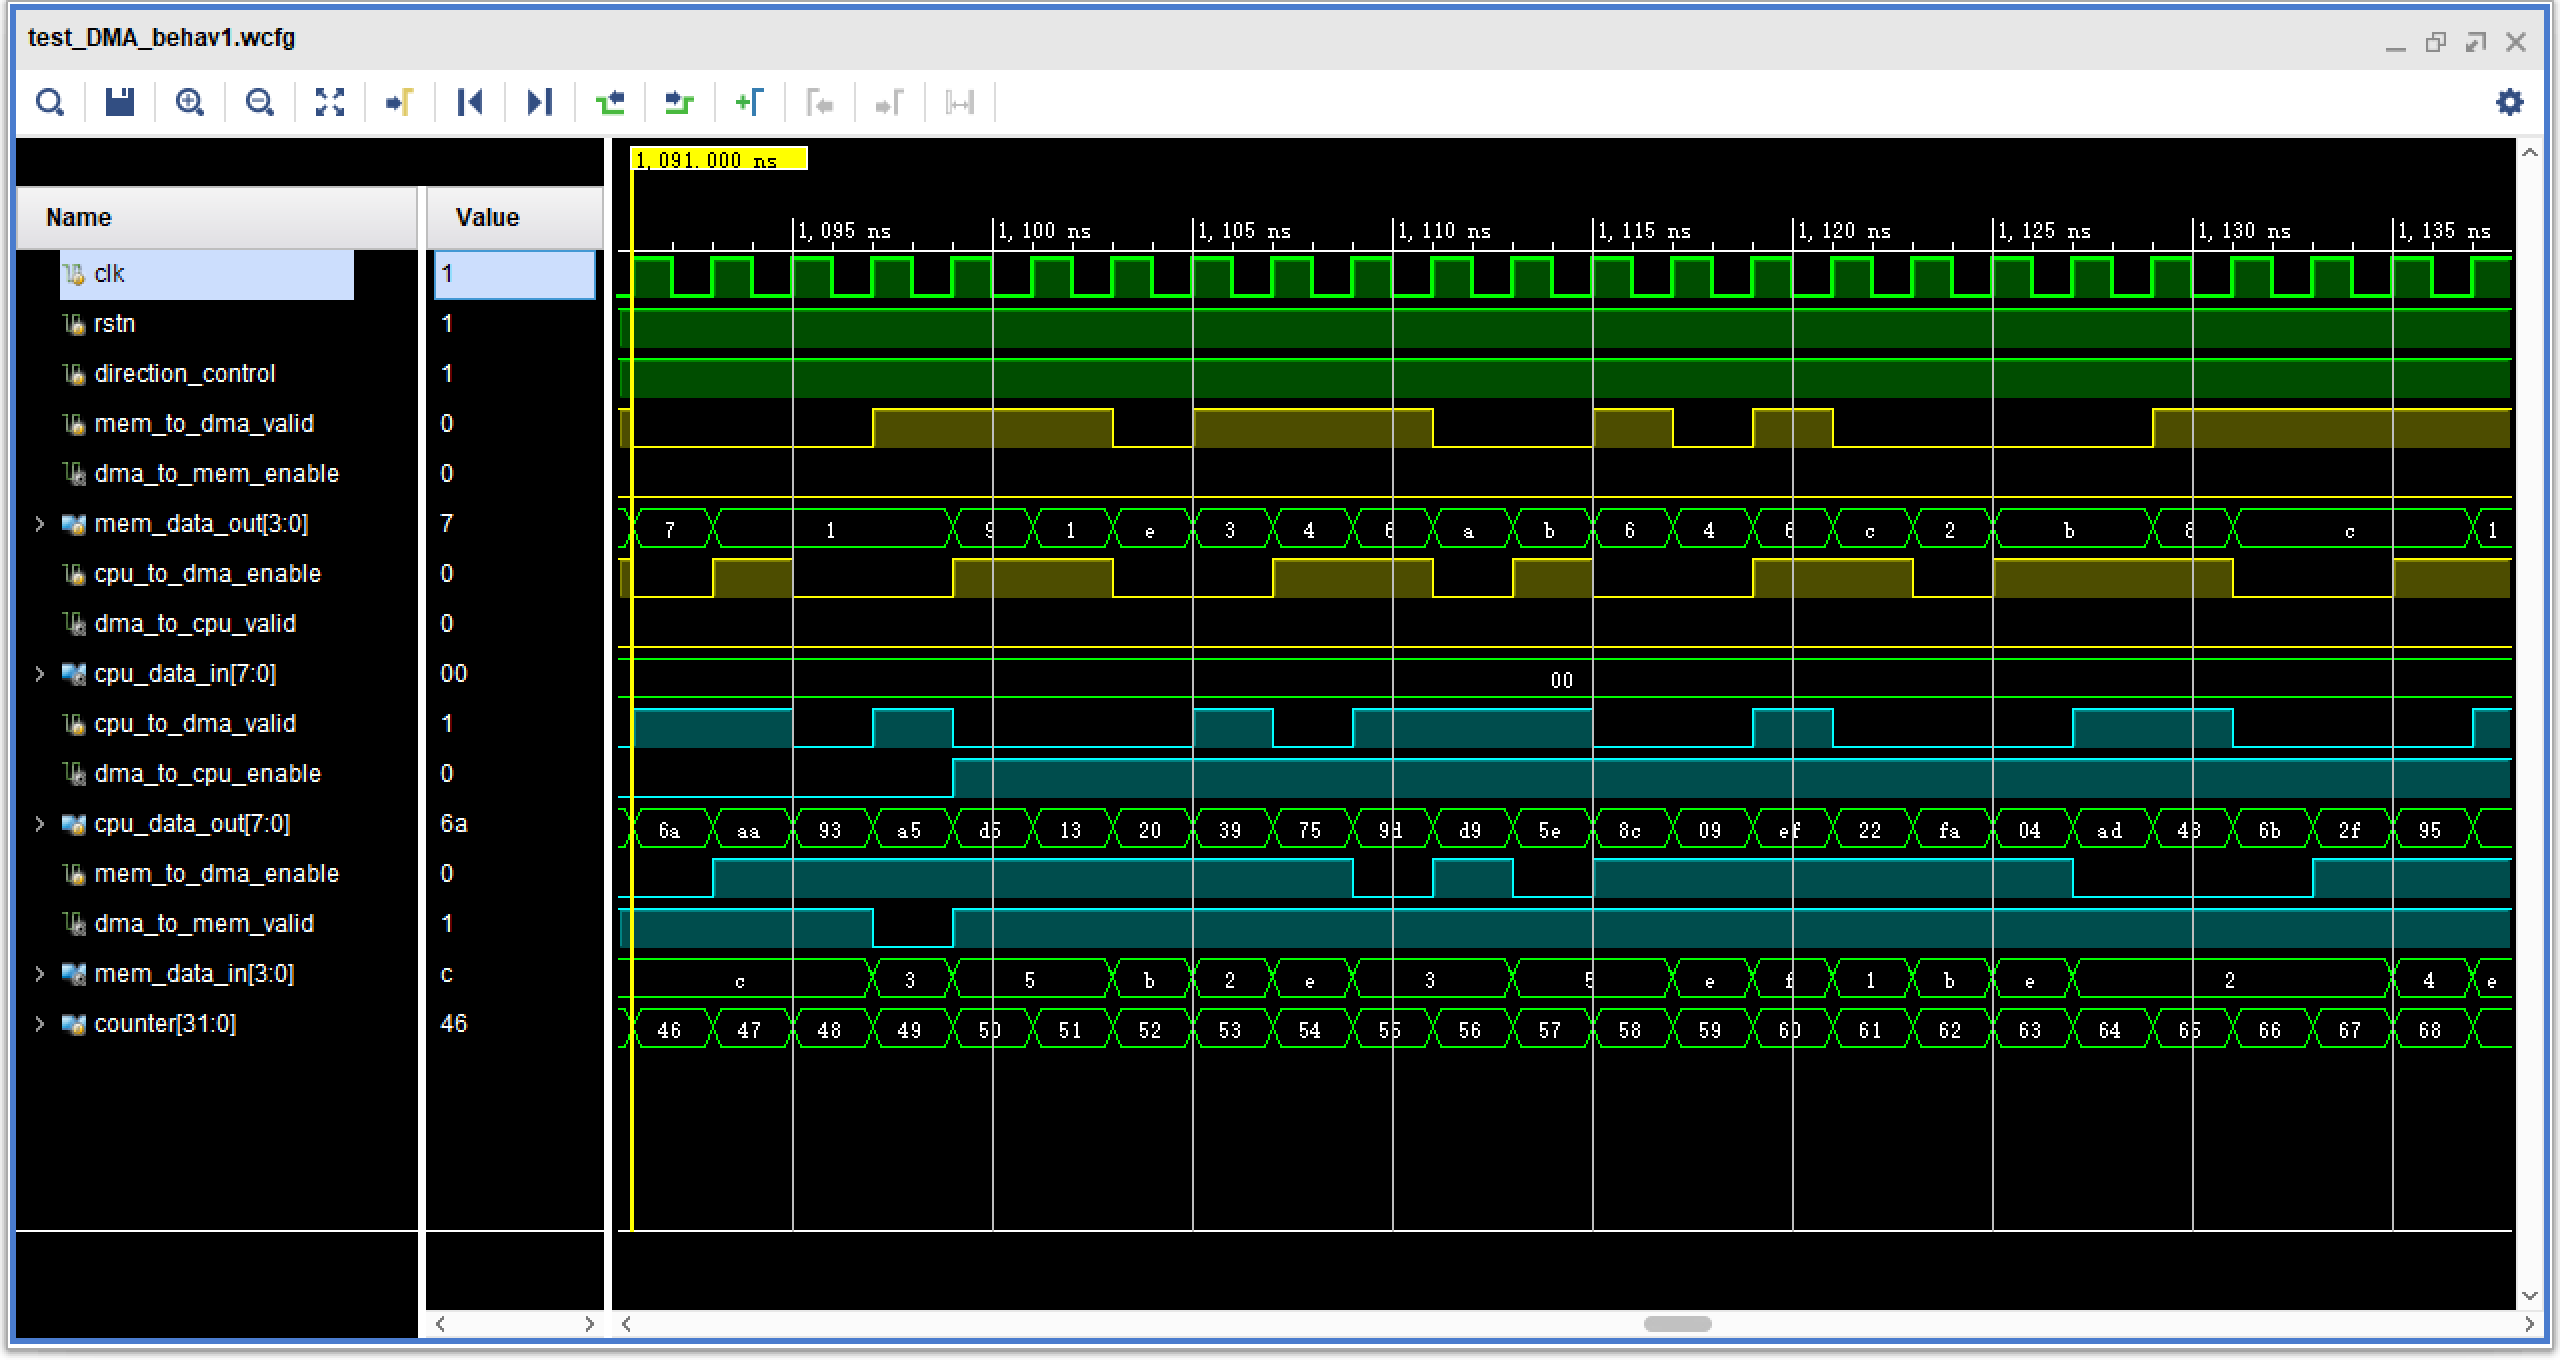 test_DMA_behav1.wcfg
1,091.000 ns
Name Value
1,095 ns 1,100 ns 1,105 ns 1,110 ns 1,115 ns 1,120 ns 1,125 ns 1,130 ns 1,135 ns
clk 1
rstn 1
direction_control 1
mem_to_dma_valid 0
dma_to_mem_enable 0
mem_data_out[3:0] 7 7 1 9 1 e 3 4 6 a b 6 4 6 c 2 b 8 c 1
cpu_to_dma_enable 0
dma_to_cpu_valid 0
cpu_data_in[7:0] 00 00
cpu_to_dma_valid 1
dma_to_cpu_enable 0
cpu_data_out[7:0] 6a 6a aa 93 a5 d5 13 20 39 75 d9 5e 8c 09 ef 22 fa 04 ad 43 6b 2f 95
mem_to_dma_enable 0
dma_to_mem_valid 1
mem_data_in[3:0] c c 3 5 b 2 e 3 5 e f 1 b e 2 4 e
counter[31:0] 46 46 47 48 49 50 51 52 53 54 55 56 57 58 59 60 61 62 63 64 65 66 67 68